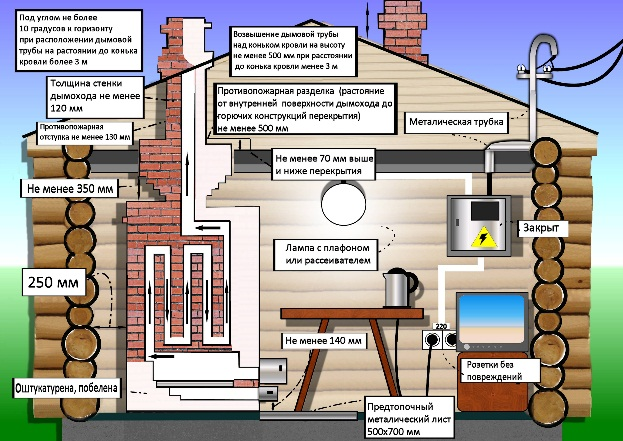 Под углом не более
10 градусов к горизонту
при расположении дымовой
трубы на растоянии до конька
кровли более 3 м
Возвышение дымовой трубы
над коньком кровли на высоту
не менее 500 мм при расстоянии
до конька кровли менее 3 м
Толщина стенки
дымохода не менее
120 мм
Противопожарная разделка (растояние
от внутренней поверхности дымохода до
горючих конструкций перекрытия)
не менее 500 мм
Противопожарная
отступка не менее 130 мм
Металическая трубка
Не менее 70 мм выше
и ниже перекрытия
Не менее 350 мм
Закрыт
Лампа с плафоном
или рассеивателем
250 мм
220
Не менее 140 мм
Розетки без
повреждений
Оштукатурена, побелена
Предтопочный
металический лист
500х700 мм